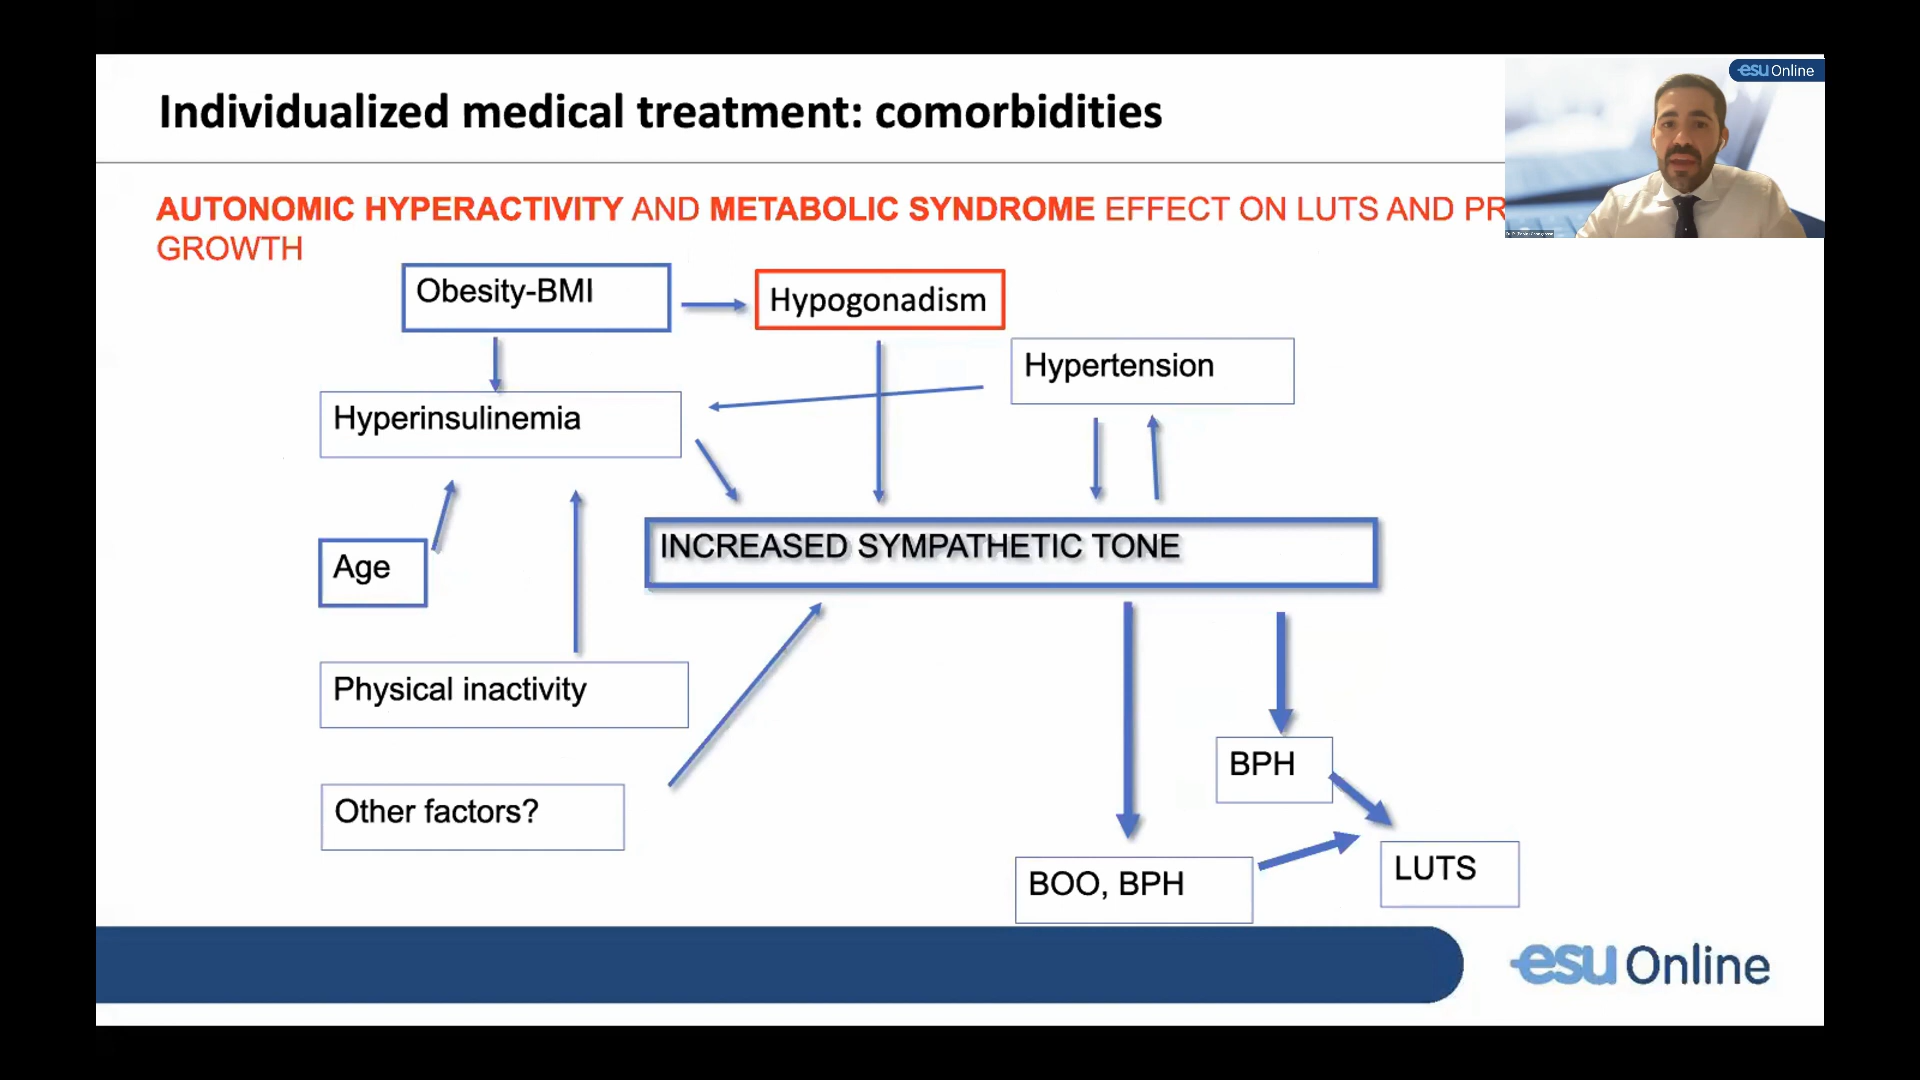 Individualized medical treatment: comorbidities
esu Online
AUTONOMIC HYPERACTIVITY AND METABOLIC SYNDROME EFFECT ON LUTS AND PR
GROWTH
Obesity-BMI
Hypogonadism
Hypertension
Hyperinsulinemia
INCREASED SYMPATHETIC TONE
Age
Physical inactivity
BPH
Other factors?
LUTS
BOO, BPH
esu Online